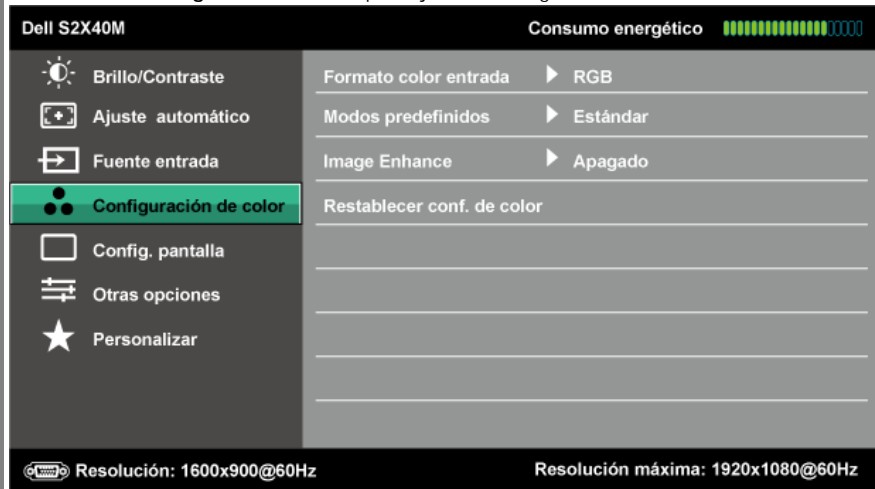 Dell S2X40M
Consumo energético
Brillo/Contraste
Ajuste automático
Fuente entrada
Configuración de color
Config. pantalla
Otras opciones
Personalizar
Formato color entrada RGB
Modos predefinidos Estándar
Image Enhance Apagado
Restablecer conf. de color
Resolución: 1600x900@60Hz
Resolución máxima: 1920x1080@60Hz